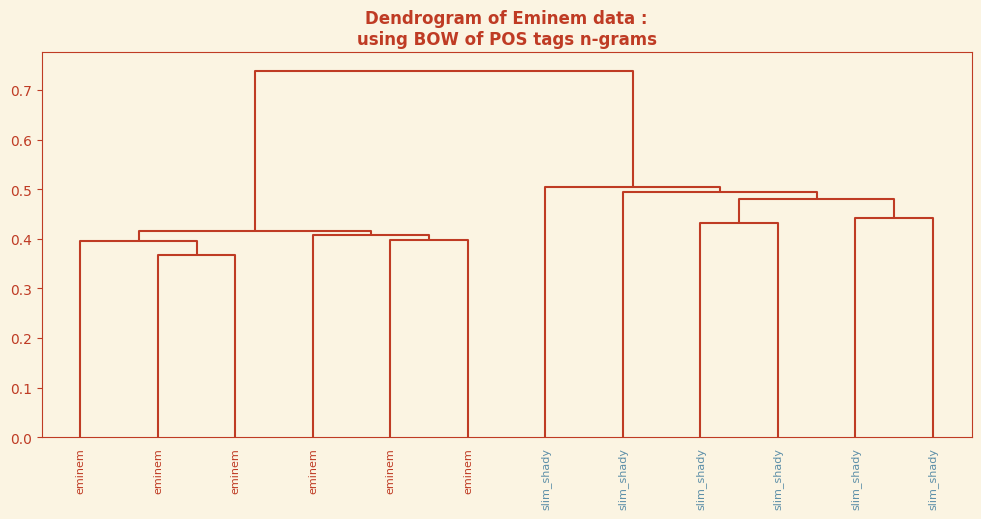 Dendrogram of Eminem data :
using BOW of POS tags n-grams
0.7
0.6
0.5
0.4
0.3
0.2
0.1
0.0
eminem
eminem
eminem
eminem
eminem
eminem
slim_shady
slim_shady
slim_shady
slim_shady
slim_shady
slim_shady